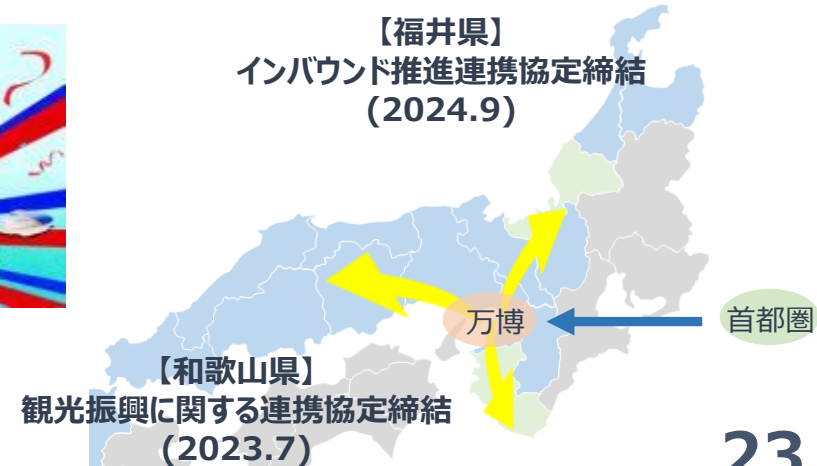 【福井県】
インバウンド推進連携協定締結
(2024.9)
万博
首都圏
【和歌山県】
観光振興に関する連携協定締結
(2023.7)
23